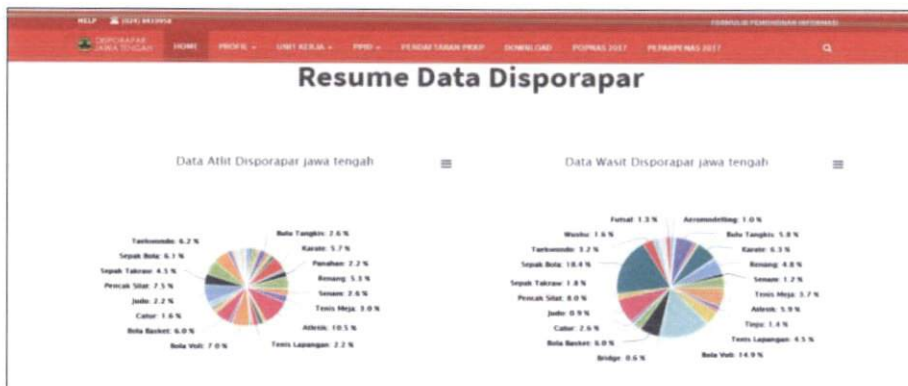 HELP (024) 8419958
FORMULIR PERMOHONAN INFORMASI
DISPORAPAR
JAWA TENGAH
HOME PROFIL UNIT KERJA PPID PENDAFTARAN PKKP DOWNLOAD POPNAS 2017 PEPARPENAS 2017
Resume Data Disporapar
Data Atlit Disporapar jawa tengah
Taekwondo: 6.2 %
Sepak Bola: 6.1 %
Sepak Takraw: 4.5 %
Pencak Silat: 7.5 %
Judo: 2.2 %
Catur: 1.6 %
Bola Basket: 6.0 %
Bola Voli: 7.0 %
Bulu Tangkis: 2.6 %
Karate: 5.7 %
Panahan: 2.2 %
Renang: 5.3 %
Senam: 2.6 %
Tenis Meja: 3.0 %
Atletik: 10.5 %
Tenis Lapangan: 2.2 %
Data Wasit Disporapar jawa tengah
Futsal: 1.3 %
Wushu: 1.6 %
Taekwondo: 3.2 %
Sepak Bola: 18.4 %
Sepak Takraw: 1.8 %
Pencak Silat: 8.0 %
Judo: 0.9 %
Catur: 2.6 %
Bola Basket: 6.0 %
Bridge: 0.6 %
Aeromodelling: 1.0 %
Bulu Tangkis: 5.8 %
Karate: 6.3 %
Renang: 4.8 %
Senam: 1.2 %
Tenis Meja: 3.7 %
Atletik: 5.9 %
Tinju: 1.4 %
Tenis Lapangan: 4.5 %
Bola Voli: 14.9 %